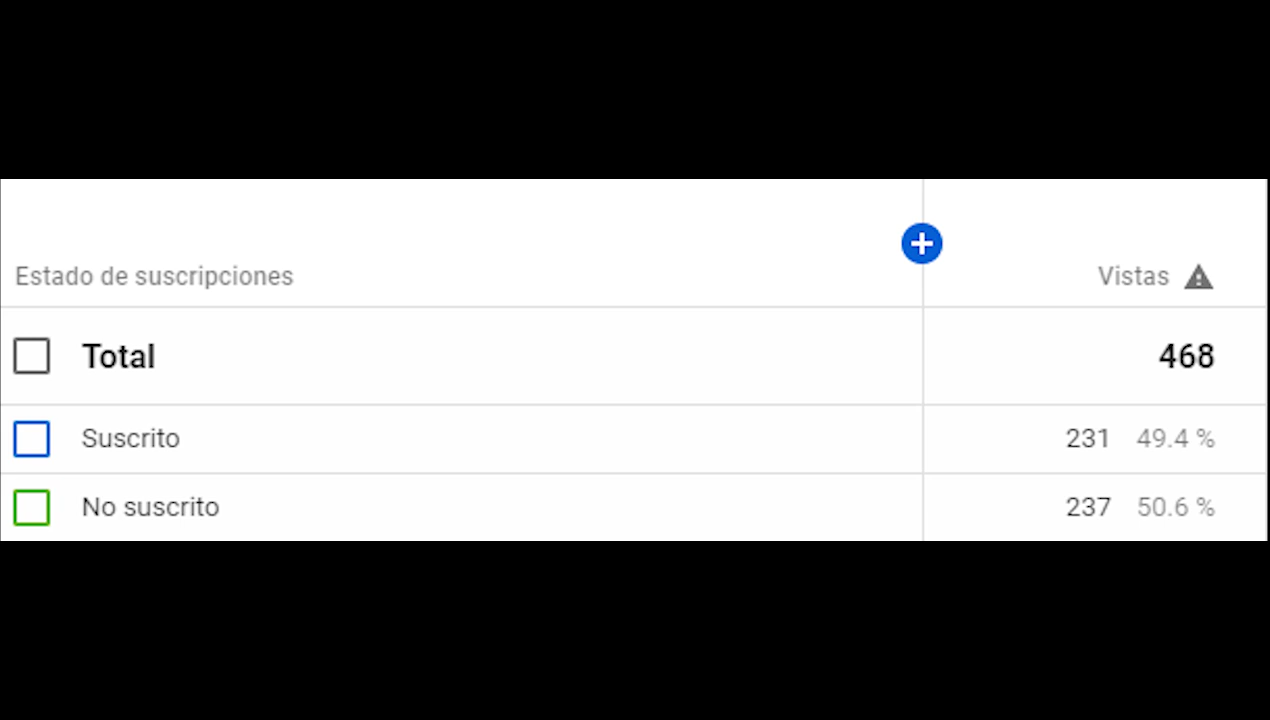 Estado de suscripciones Vistas
Total 468
Suscrito 231 49.4 %
No suscrito 237 50.6 %